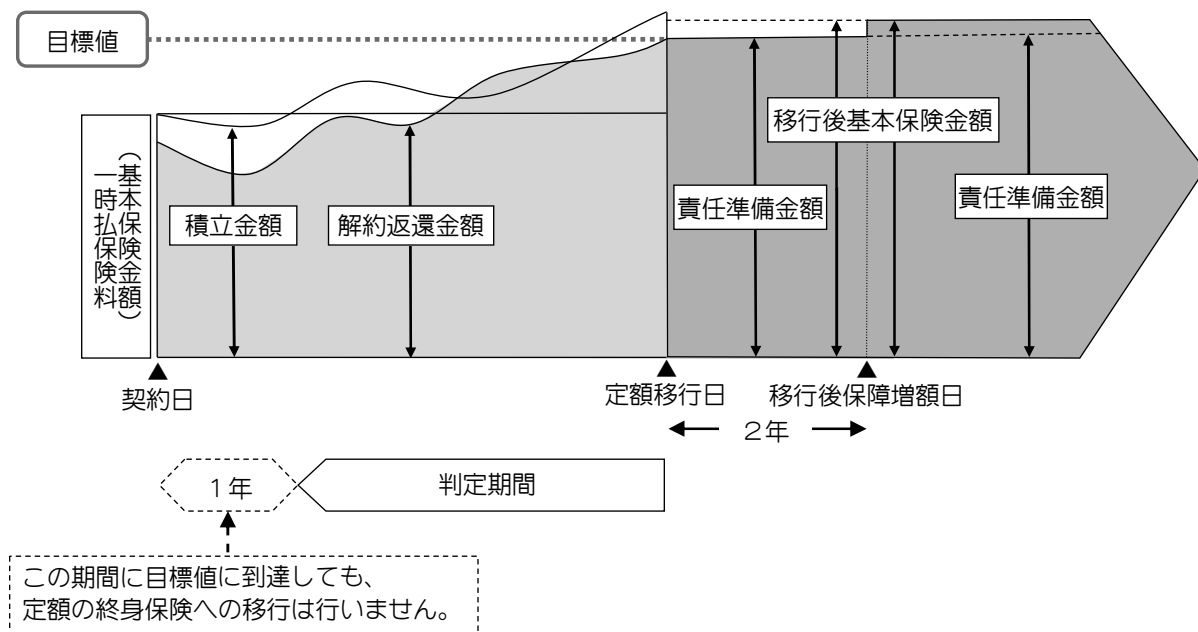 目標値
移行後基本保険金額
責任準備金額
責任準備金額
積立金額
解約返還金額
一時払保険料
（基本保険金額）
▲
契約日
▲
定額移行日
▲
移行後保障増額日
２年
１年
判定期間
この期間に目標値に到達しても、
定額の終身保険への移行は行いません。